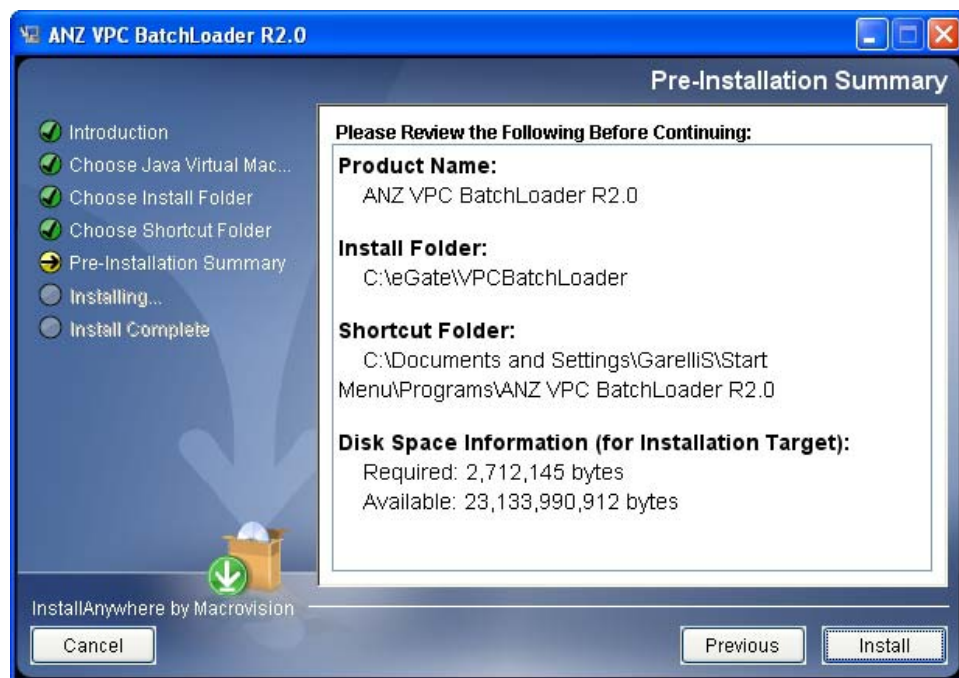 ANZ VPC BatchLoader R2.0
Pre-Installation Summary
Introduction
Choose Java Virtual Mac...
Choose Install Folder
Choose Shortcut Folder
Pre-Installation Summary
Installing...
Install Complete
Please Review the Following Before Continuing:
Product Name:
ANZ VPC BatchLoader R2.0
Install Folder:
C:\eGate\VPCBatchLoader
Shortcut Folder:
C:\Documents and Settings\GarelliS\Start
Menu\Programs\ANZ VPC BatchLoader R2.0
Disk Space Information (for Installation Target):
Required: 2,712,145 bytes
Available: 23,133,990,912 bytes
InstallAnywhere by Macrovision
Cancel
Previous
Install